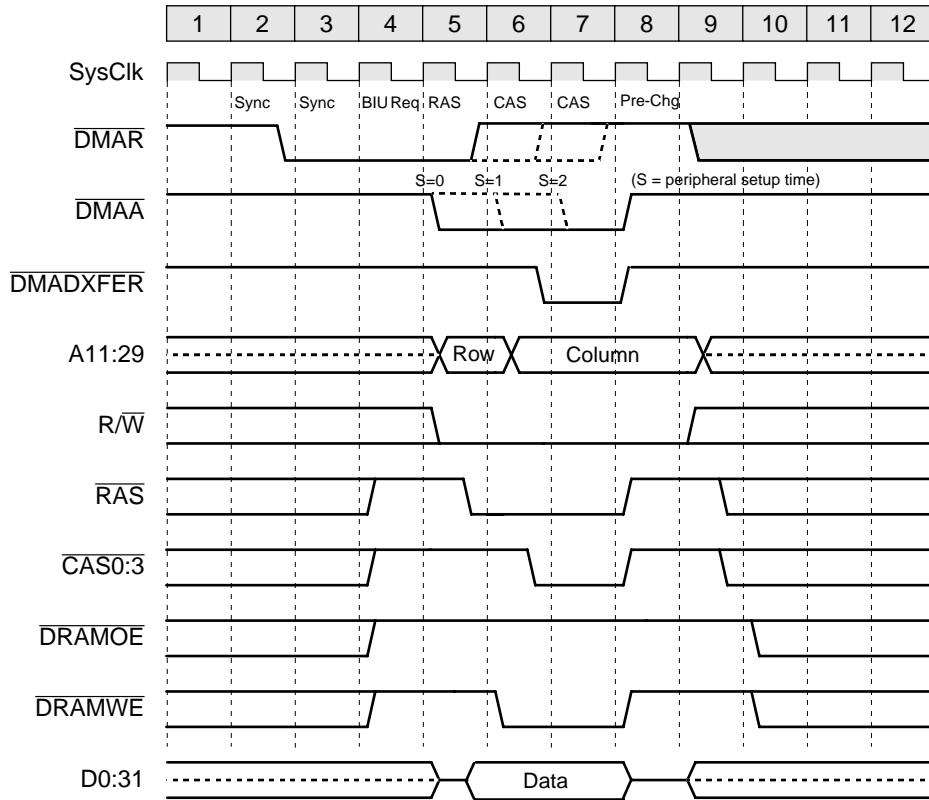 1 2 3 4 5 6 7 8 9 10 11 12
SysClk
Sync Sync BIU Req RAS CAS CAS Pre-Chg
DMAR
S=0 S=1 S=2 (S = peripheral setup time)
DMAA
DMADXFER
A11:29 Row Column
R/W
RAS
CAS0:3
DRAMOE
DRAMWE
D0:31 Data